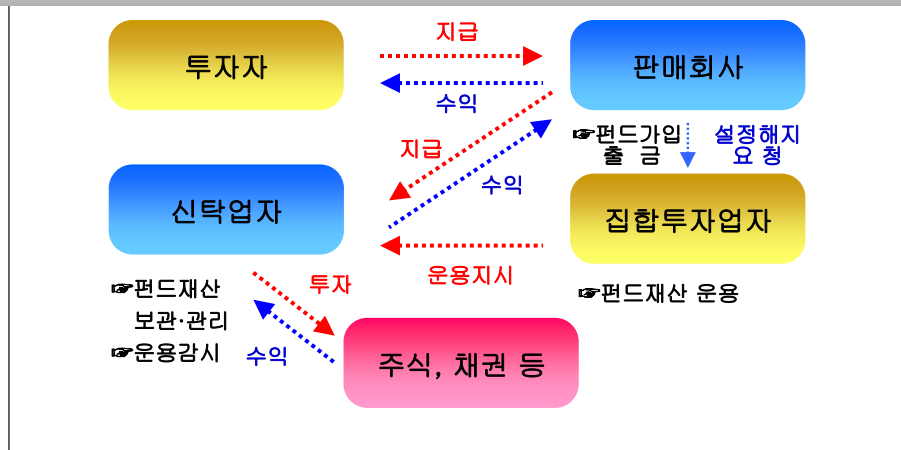 지급
투자자
판매회사
수익
☞펀드가입
출 금
설정해지
요 청
지급
수익
신탁업자
집합투자업자
운용지시
☞펀드재산
보관·관리
☞운용감시
투자
수익
☞펀드재산 운용
주식, 채권 등